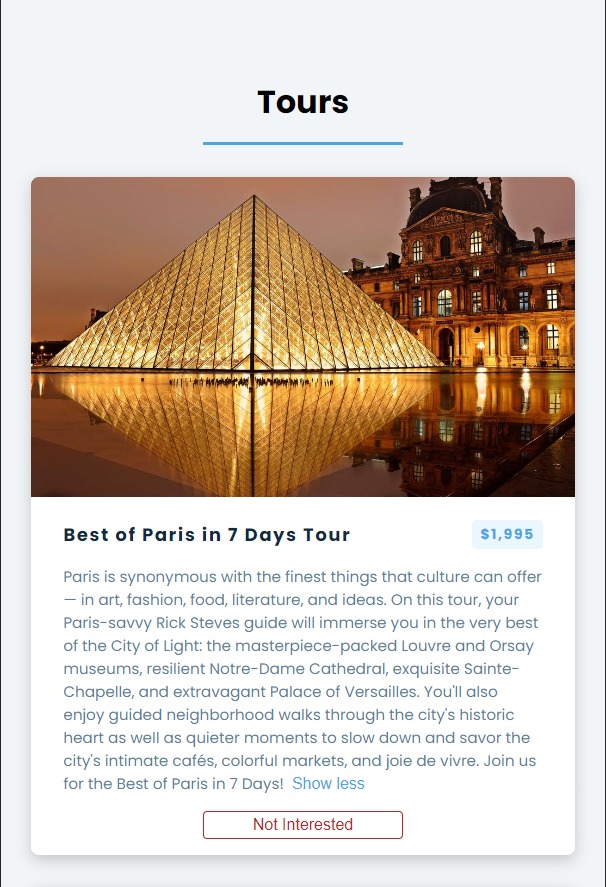 Tours
Best of Paris in 7 Days Tour
$1,995
Paris is synonymous with the finest things that culture can offer
— in art, fashion, food, literature, and ideas. On this tour, your
Paris-savvy Rick Steves guide will immerse you in the very best
of the City of Light: the masterpiece-packed Louvre and Orsay
museums, resilient Notre-Dame Cathedral, exquisite Sainte-
Chapelle, and extravagant Palace of Versailles. You'll also
enjoy guided neighborhood walks through the city's historic
heart as well as quieter moments to slow down and savor the
city's intimate cafés, colorful markets, and joie de vivre. Join us
for the Best of Paris in 7 Days! Show less
Not Interested